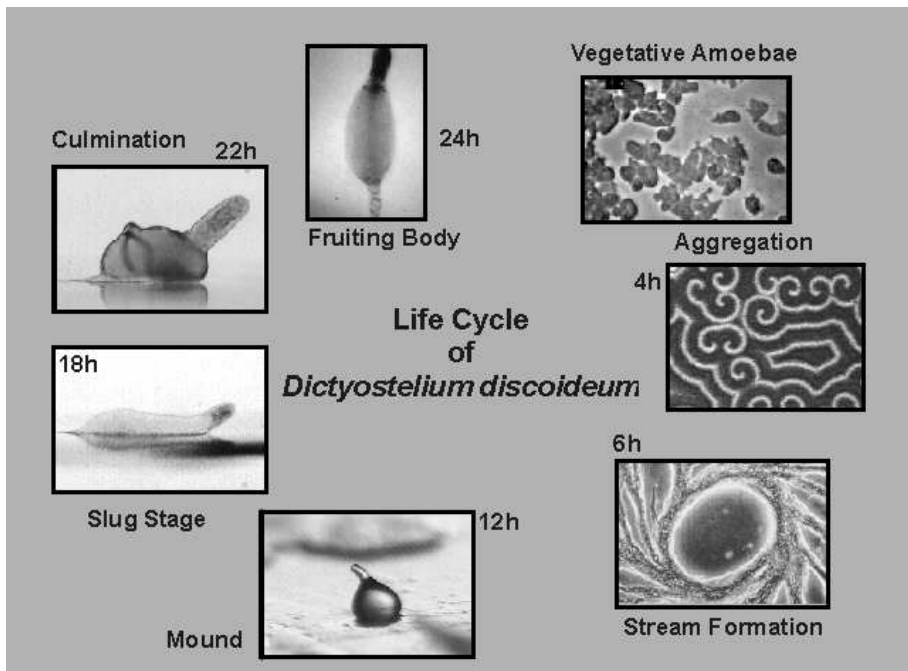 Vegetative Amoebae
Culmination
22h
24h
Fruiting Body
Aggregation
4h
Life Cycle
of
Dictyostelium discoideum
18h
6h
Slug Stage
12h
Mound
Stream Formation